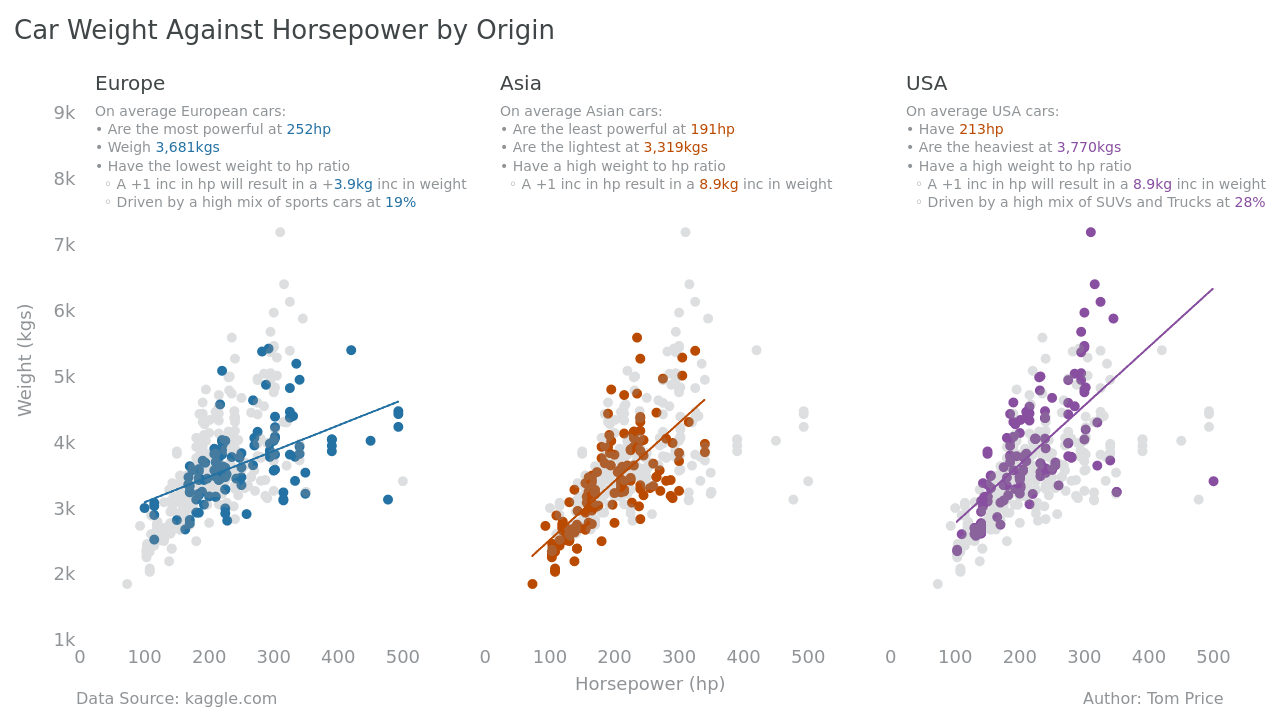 Car Weight Against Horsepower by Origin
Europe
On average European cars:
• Are the most powerful at 252hp
• Weigh 3,681kgs
• Have the lowest weight to hp ratio
◦ A +1 inc in hp will result in a +3.9kg inc in weight
◦ Driven by a high mix of sports cars at 19%
Asia
On average Asian cars:
• Are the least powerful at 191hp
• Are the lightest at 3,319kgs
• Have a high weight to hp ratio
◦ A +1 inc in hp result in a 8.9kg inc in weight
USA
On average USA cars:
• Have 213hp
• Are the heaviest at 3,770kgs
• Have a high weight to hp ratio
◦ A +1 inc in hp will result in a 8.9kg inc in weight
◦ Driven by a high mix of SUVs and Trucks at 28%
Weight (kgs)
9k
8k
7k
6k
5k
4k
3k
2k
1k
0 100 200 300 400 500
0 100 200 300 400 500
0 100 200 300 400 500
Horsepower (hp)
Data Source: kaggle.com
Author: Tom Price